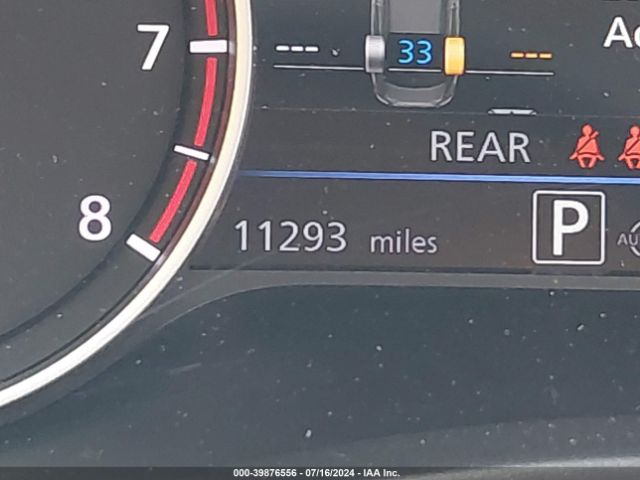 7
--- 33 ---
REAR
8
11293 miles P
000-39876556 - 07/16/2024 - IAA Inc.